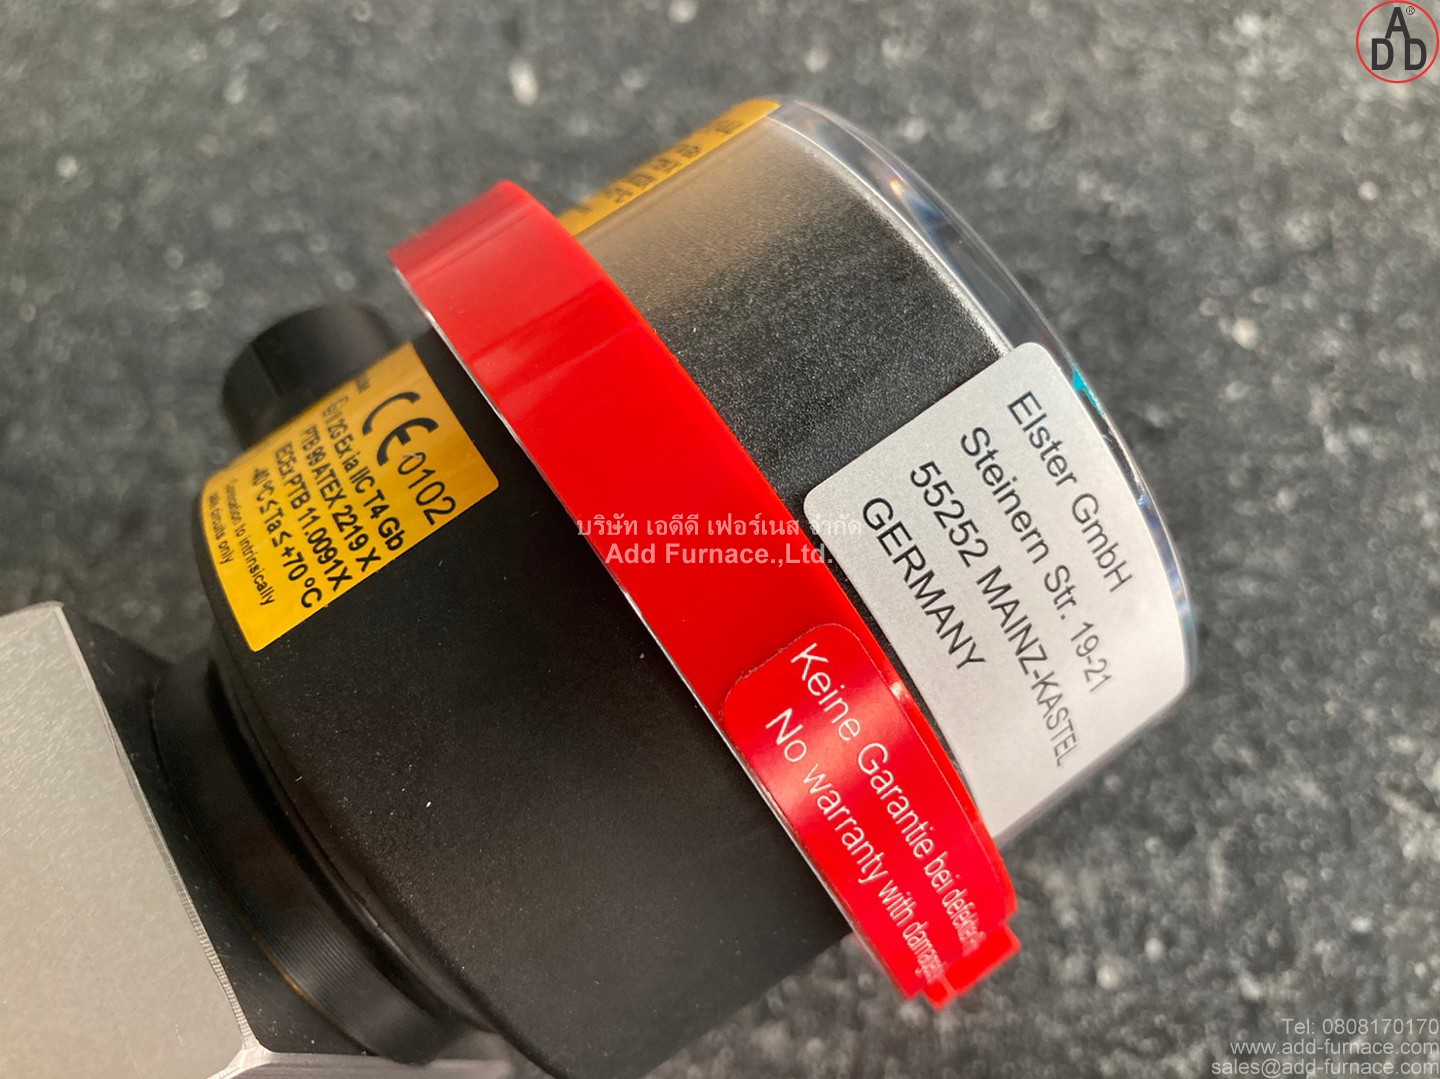 ADD®
CE 0102
2G Ex ia IIC T4 Gb
PTB 99 ATEX 2219 X
IECEx PTB 11.0091X
-40 °C ≤ Ta ≤ +70 °C
to intrinsically
circuits only
Elster GmbH
Steinern Str. 19-21
55252 MAINZ-KASTEL
GERMANY
Keine Garantie bei
No warranty with
บริษัท เอดีดี เฟอร์เนส จำกัด
Add Furnace.,Ltd.
Tel: 0808170170
www.add-furnace.com
sales@add-furnace.com